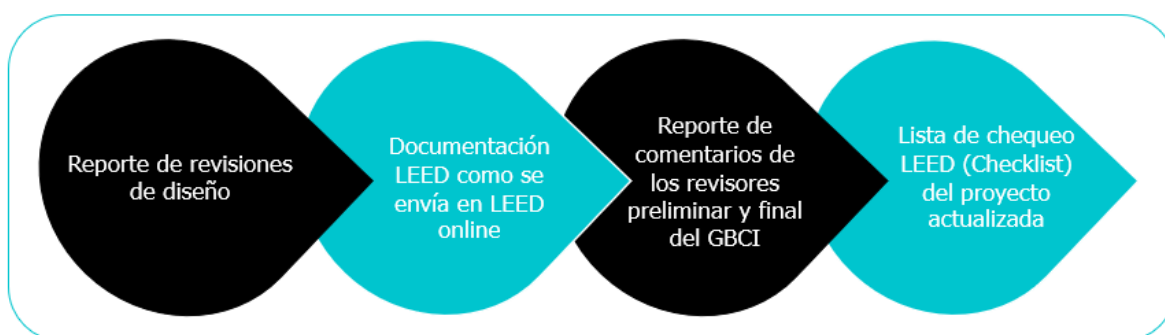 Reporte de revisiones
de diseño
Documentación
LEED como se
envía en LEED
online
Reporte de
comentarios de
los revisores
preliminar y final
del GBCI
Lista de chequeo
LEED (Checklist)
del proyecto
actualizada